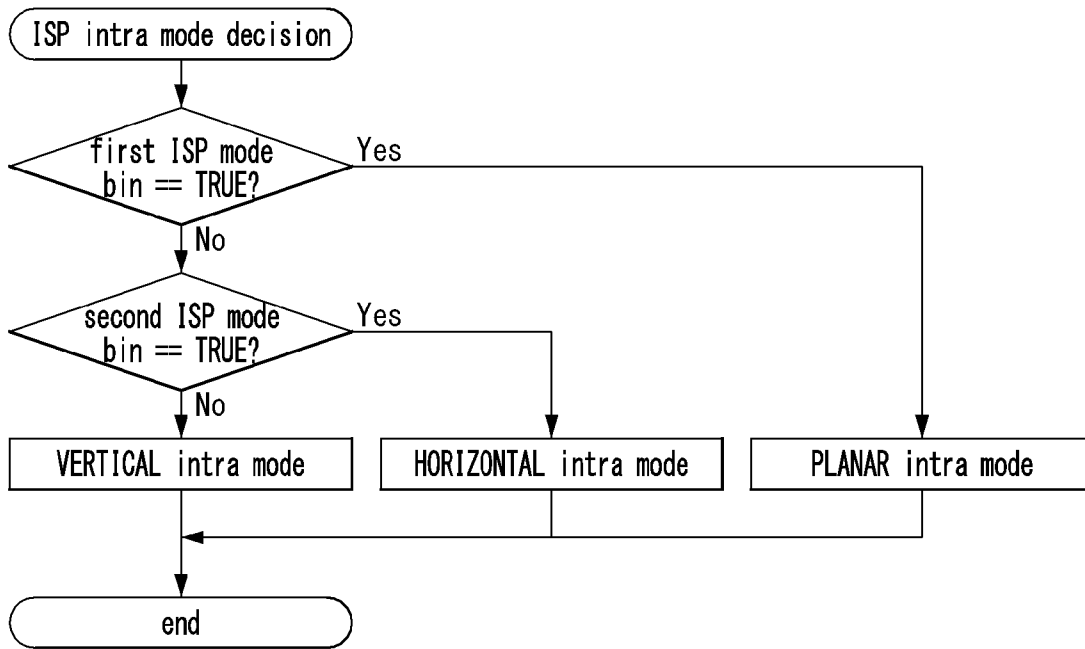 ISP intra mode decision
first ISP mode
bin == TRUE?
Yes
No
second ISP mode
bin == TRUE?
Yes
No
VERTICAL intra mode
HORIZONTAL intra mode
PLANAR intra mode
end